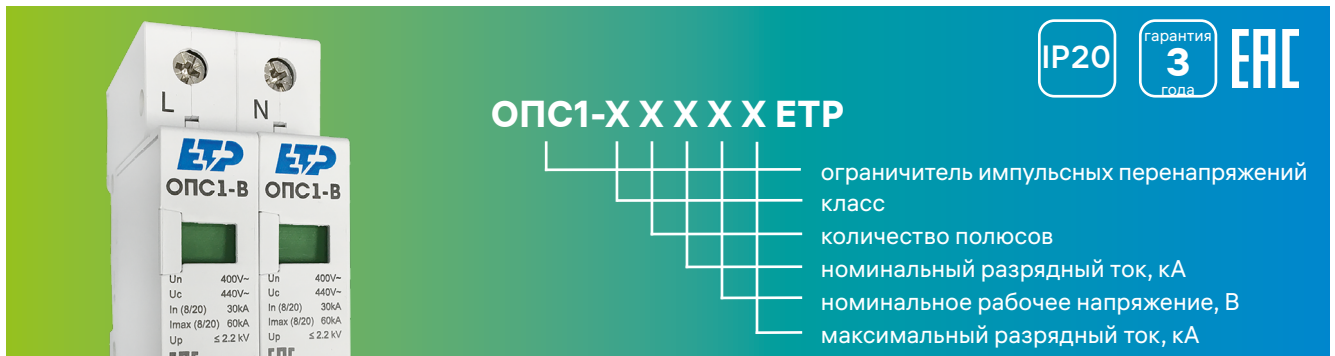 IP20
гарантия
3
года
EAC
ОПС1-Х Х Х Х Х ETP
ограничитель импульсных перенапряжений
класс
количество полюсов
номинальный разрядный ток, кА
номинальное рабочее напряжение, В
максимальный разрядный ток, кА
L
N
ETP
ОПС1-В
Un 400V~
Uc 440V~
In (8/20) 30kA
Imax (8/20) 60kA
Up ≤ 2.2 kV
EAC
ETP
ОПС1-В
Un 400V~
Uc 440V~
In (8/20) 30kA
Imax (8/20) 60kA
Up ≤ 2.2 kV
EAC